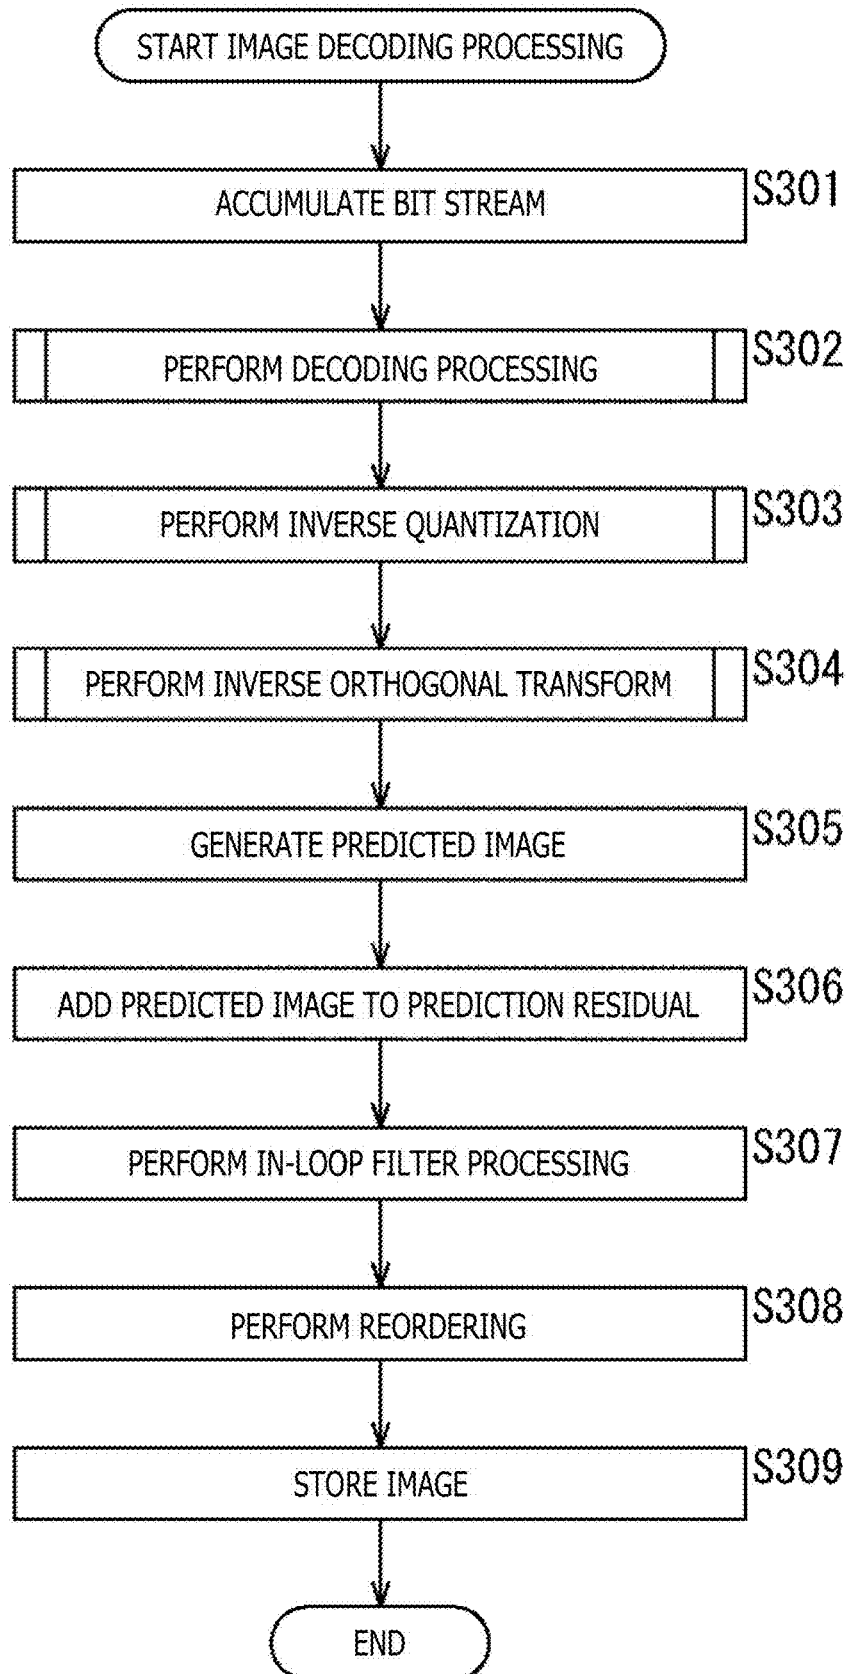 START IMAGE DECODING PROCESSING
ACCUMULATE BIT STREAM
S301
PERFORM DECODING PROCESSING
S302
PERFORM INVERSE QUANTIZATION
S303
PERFORM INVERSE ORTHOGONAL TRANSFORM
S304
GENERATE PREDICTED IMAGE
S305
ADD PREDICTED IMAGE TO PREDICTION RESIDUAL
S306
PERFORM IN-LOOP FILTER PROCESSING
S307
PERFORM REORDERING
S308
STORE IMAGE
S309
END